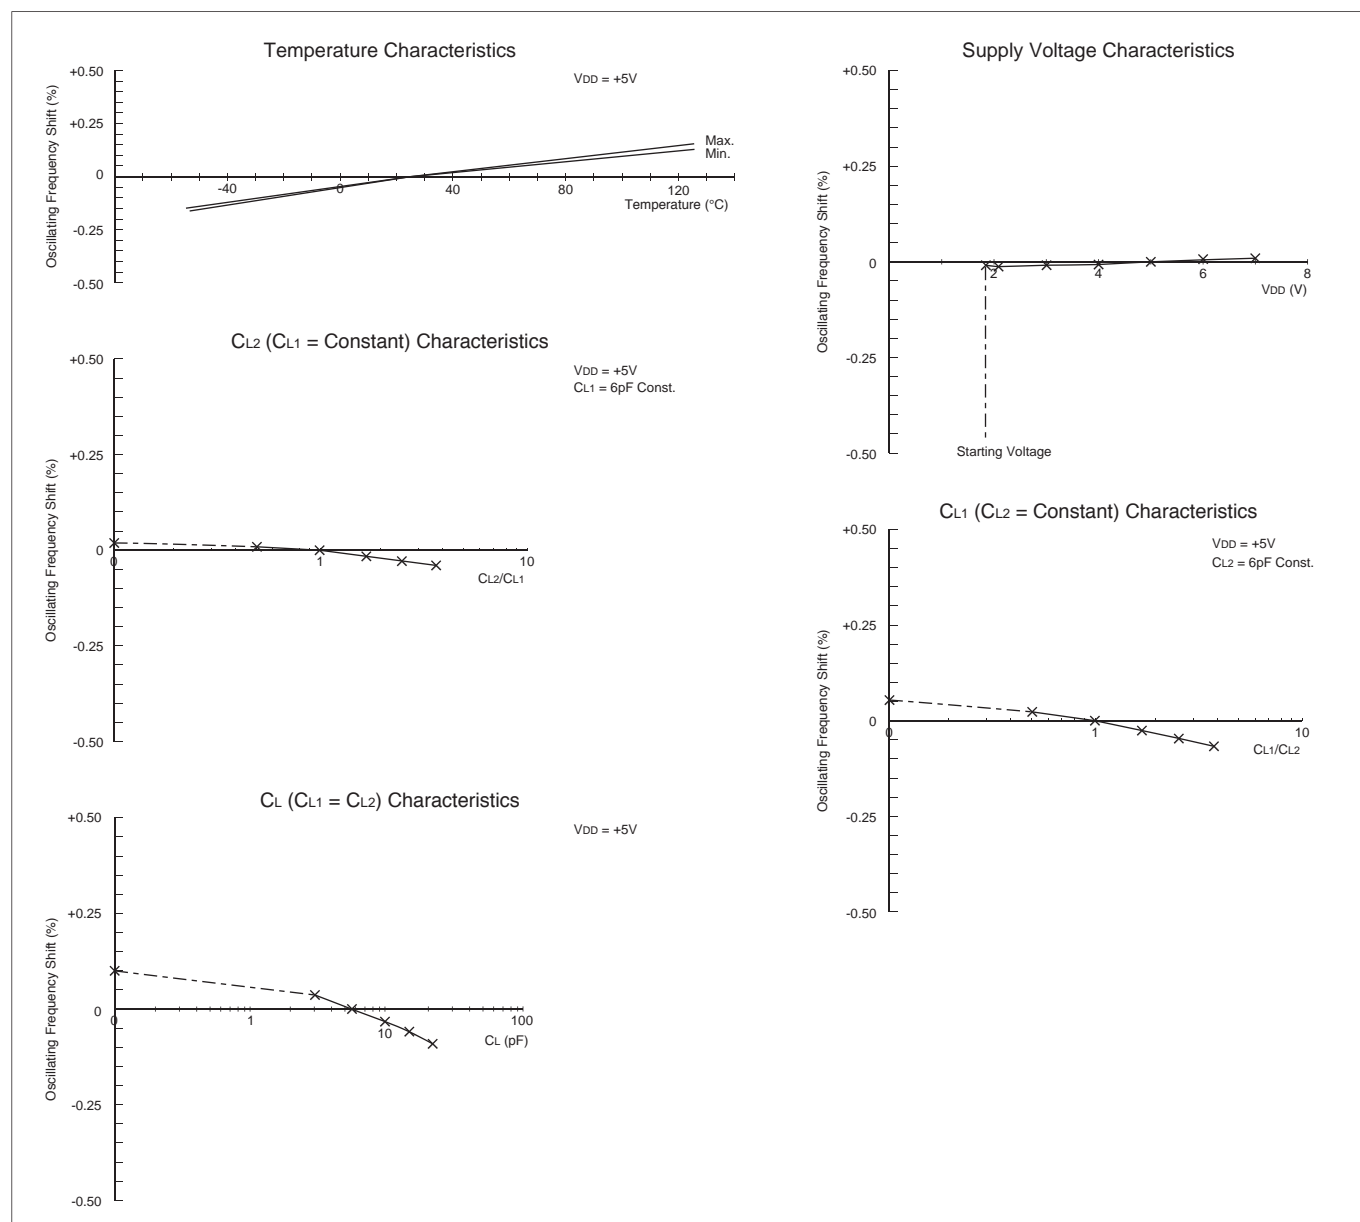 Temperature Characteristics
VDD = +5V
Oscillating Frequency Shift (%)
+0.50
+0.25
0
-0.25
-0.50
-40
0
40
80
120
Temperature (°C)
Max.
Min.
Supply Voltage Characteristics
Oscillating Frequency Shift (%)
+0.50
+0.25
0
-0.25
-0.50
2
4
6
8
VDD (V)
Starting Voltage
CL2 (CL1 = Constant) Characteristics
VDD = +5V
CL1 = 6pF Const.
Oscillating Frequency Shift (%)
+0.50
+0.25
0
-0.25
-0.50
0
1
10
CL2/CL1
CL1 (CL2 = Constant) Characteristics
VDD = +5V
CL2 = 6pF Const.
Oscillating Frequency Shift (%)
+0.50
+0.25
0
-0.25
-0.50
0
1
10
CL1/CL2
CL (CL1 = CL2) Characteristics
VDD = +5V
Oscillating Frequency Shift (%)
+0.50
+0.25
0
-0.25
-0.50
0
1
10
100
CL (pF)